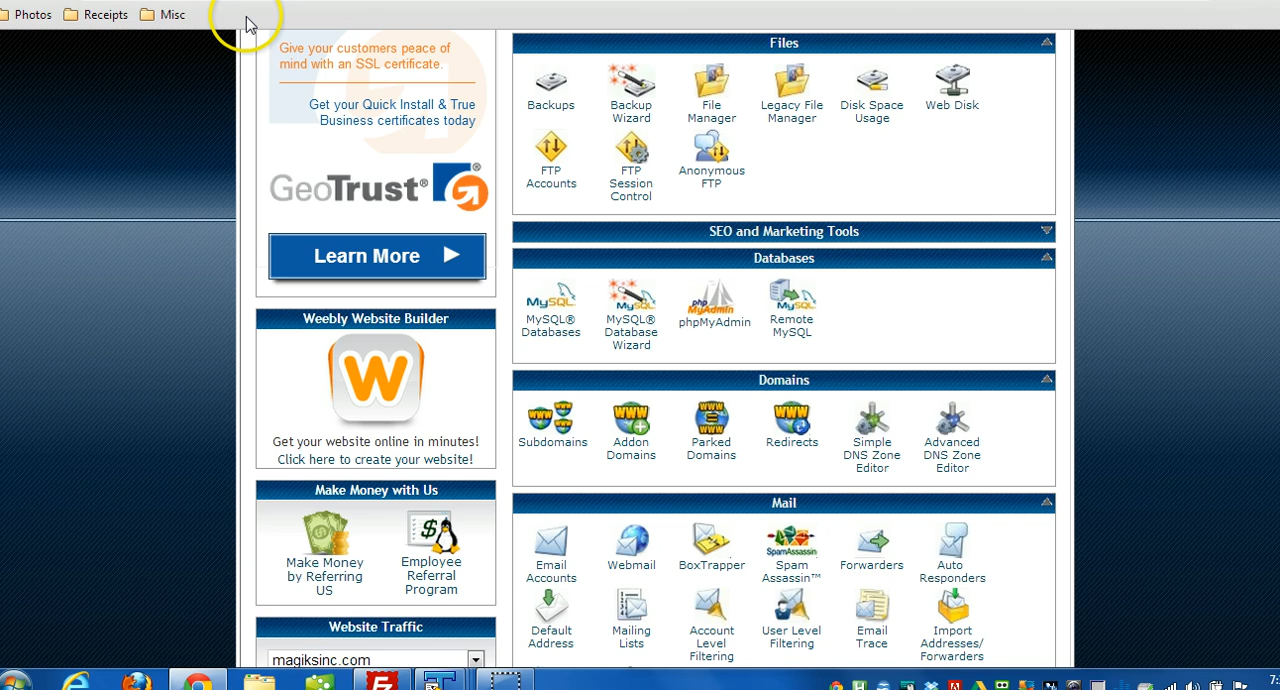 Photos
Receipts
Misc
Give your customers peace of
mind with an SSL certificate.
Get your Quick Install & True
Business certificates today
GeoTrust®
Learn More
Weebly Website Builder
W
Get your website online in minutes!
Click here to create your website!
Make Money with Us
Make Money
by Referring
US
Employee
Referral
Program
Website Traffic
magiksinc.com
Files
Backups
Backup
Wizard
File
Manager
Legacy File
Manager
Disk Space
Usage
Web Disk
FTP
Accounts
FTP
Session
Control
Anonymous
FTP
SEO and Marketing Tools
Databases
MySQL®
Databases
MySQL®
Database
Wizard
phpMyAdmin
Remote
MySQL
Domains
Subdomains
Addon
Domains
Parked
Domains
Redirects
Simple
DNS Zone
Editor
Advanced
DNS Zone
Editor
Mail
Email
Accounts
Webmail
BoxTrapper
Spam
Assassin™
Forwarders
Auto
Responders
Default
Address
Mailing
Lists
Account
Level
Filtering
User Level
Filtering
Email
Trace
Import
Addresses/
Forwarders